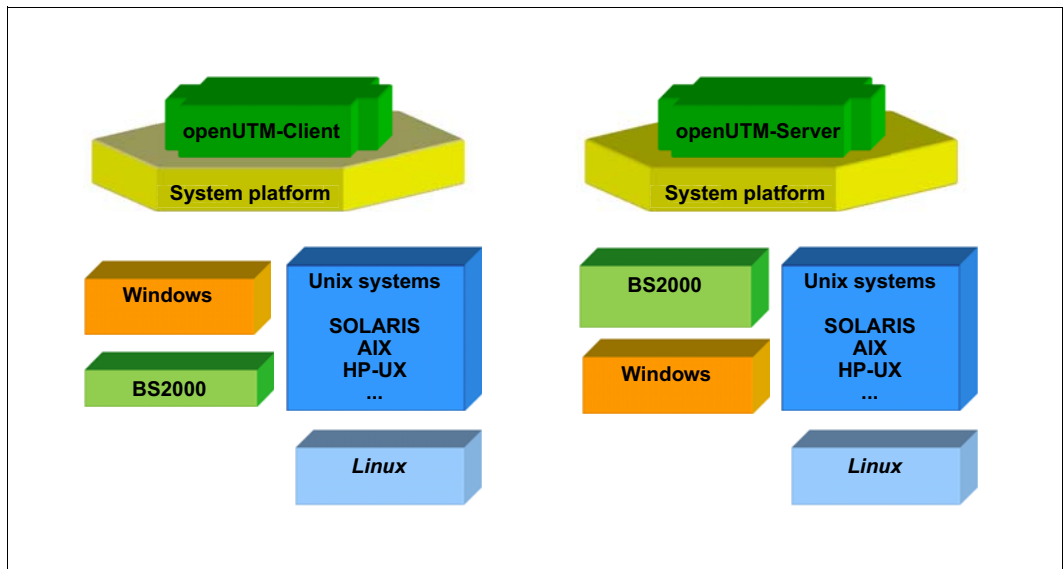 openUTM-Client
System platform
Windows
BS2000
Unix systems
SOLARIS
AIX
HP-UX
...
Linux
openUTM-Server
System platform
BS2000
Windows
Unix systems
SOLARIS
AIX
HP-UX
...
Linux